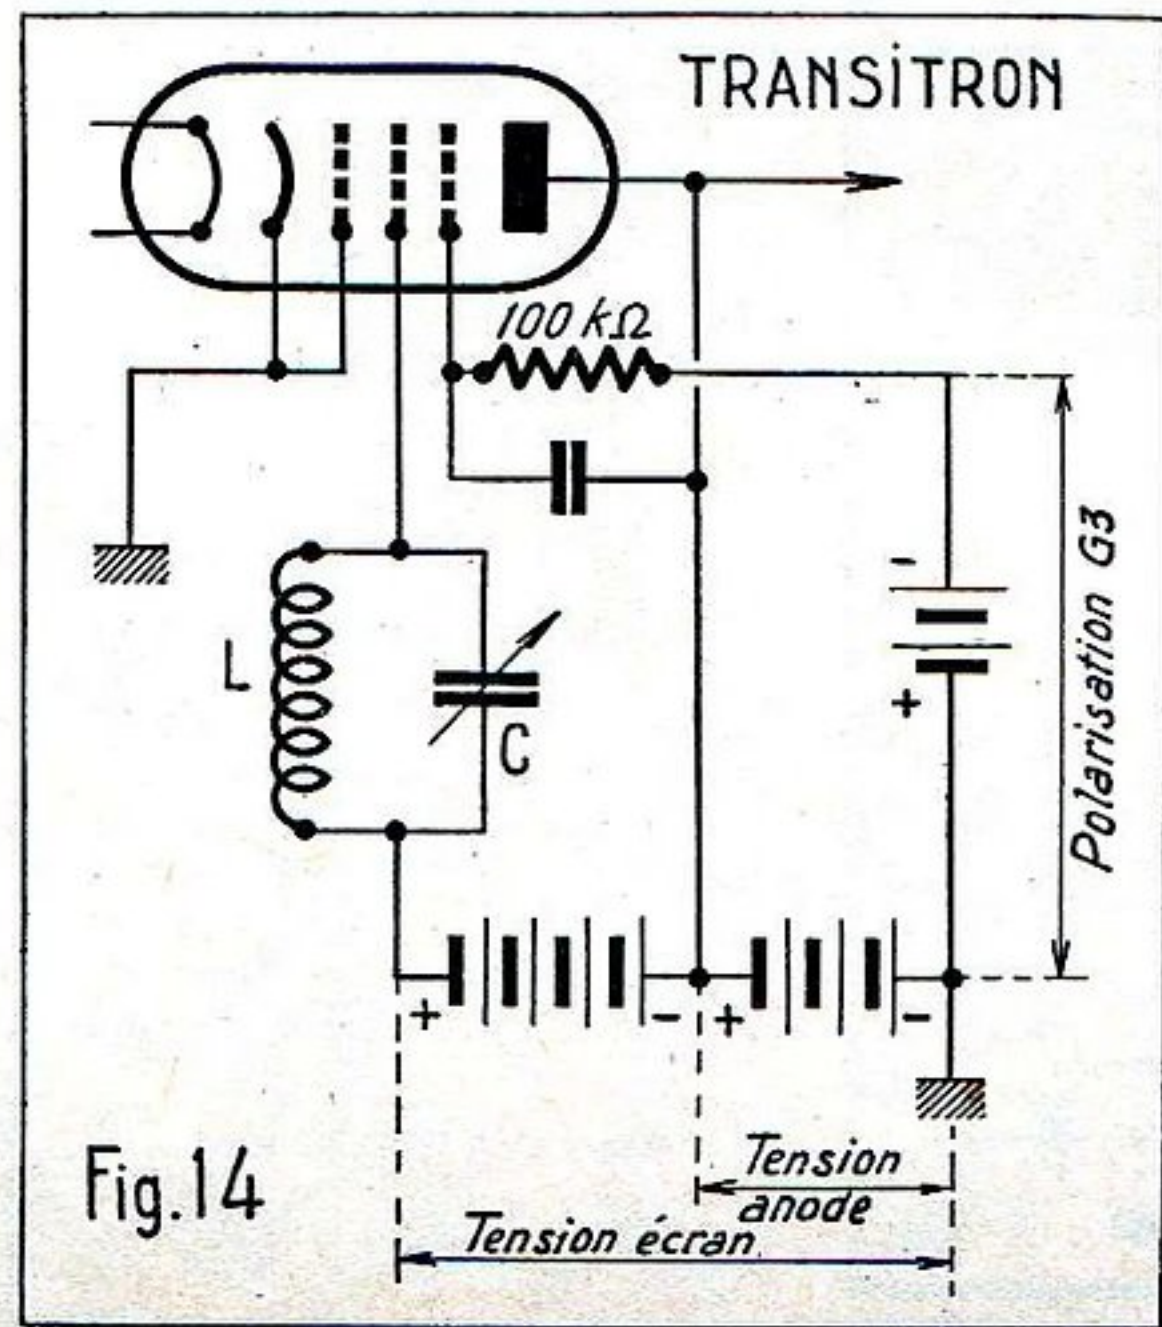 TRANSITRON
100 kΩ
L
C
-
+
Polarisation G3
+
-
+
-
Tension
anode
Tension écran
Fig.14